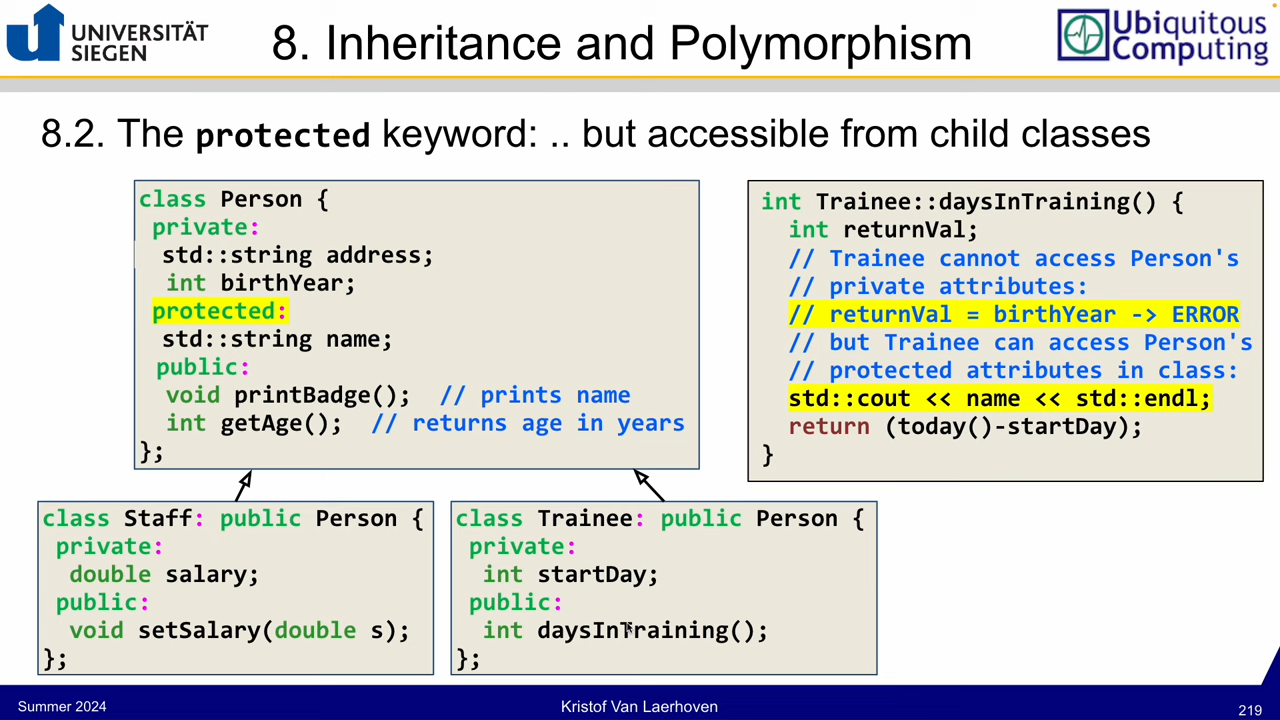 UNIVERSITÄT
SIEGEN
8. Inheritance and Polymorphism
Ubiquitous
Computing
8.2. The protected keyword: .. but accessible from child classes
class Person {
private:
std::string address;
int birthYear;
protected:
std::string name;
public:
void printBadge();  // prints name
int getAge();  // returns age in years
};
int Trainee::daysInTraining() {
int returnVal;
// Trainee cannot access Person's
// private attributes:
// returnVal = birthYear -> ERROR
// but Trainee can access Person's
// protected attributes in class:
std::cout << name << std::endl;
return (today()-startDay);
}
class Staff: public Person {
private:
double salary;
public:
void setSalary(double s);
};
class Trainee: public Person {
private:
int startDay;
public:
int daysInTraining();
};
Summer 2024
Kristof Van Laerhoven
219